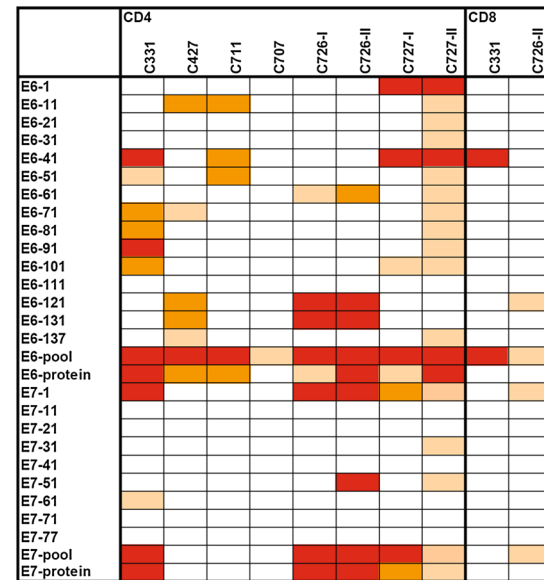 CD4 CD8
C331 C427 C711 C707 C726-I C726-II C727-I C727-II C331 C726-II
E6-1
E6-11
E6-21
E6-31
E6-41
E6-51
E6-61
E6-71
E6-81
E6-91
E6-101
E6-111
E6-121
E6-131
E6-137
E6-pool
E6-protein
E7-1
E7-11
E7-21
E7-31
E7-41
E7-51
E7-61
E7-71
E7-77
E7-pool
E7-protein